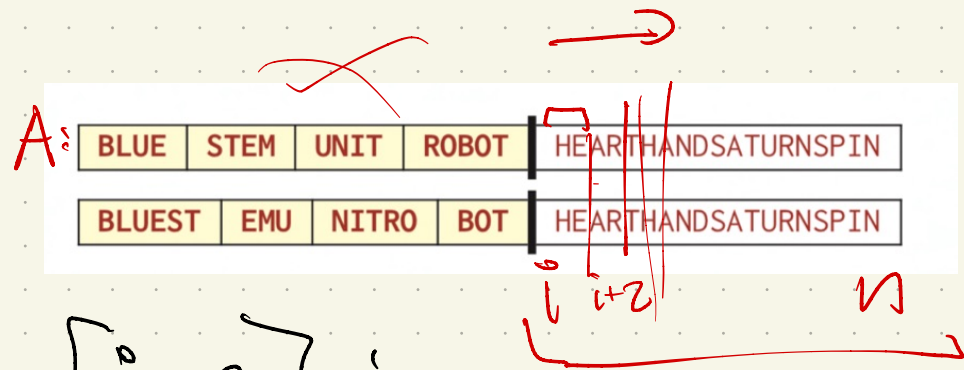 A: BLUE STEM UNIT ROBOT HEARTHANDSATURNSPIN
BLUEST EMU NITRO BOT HEARTHANDSATURNSPIN
i i+2 n